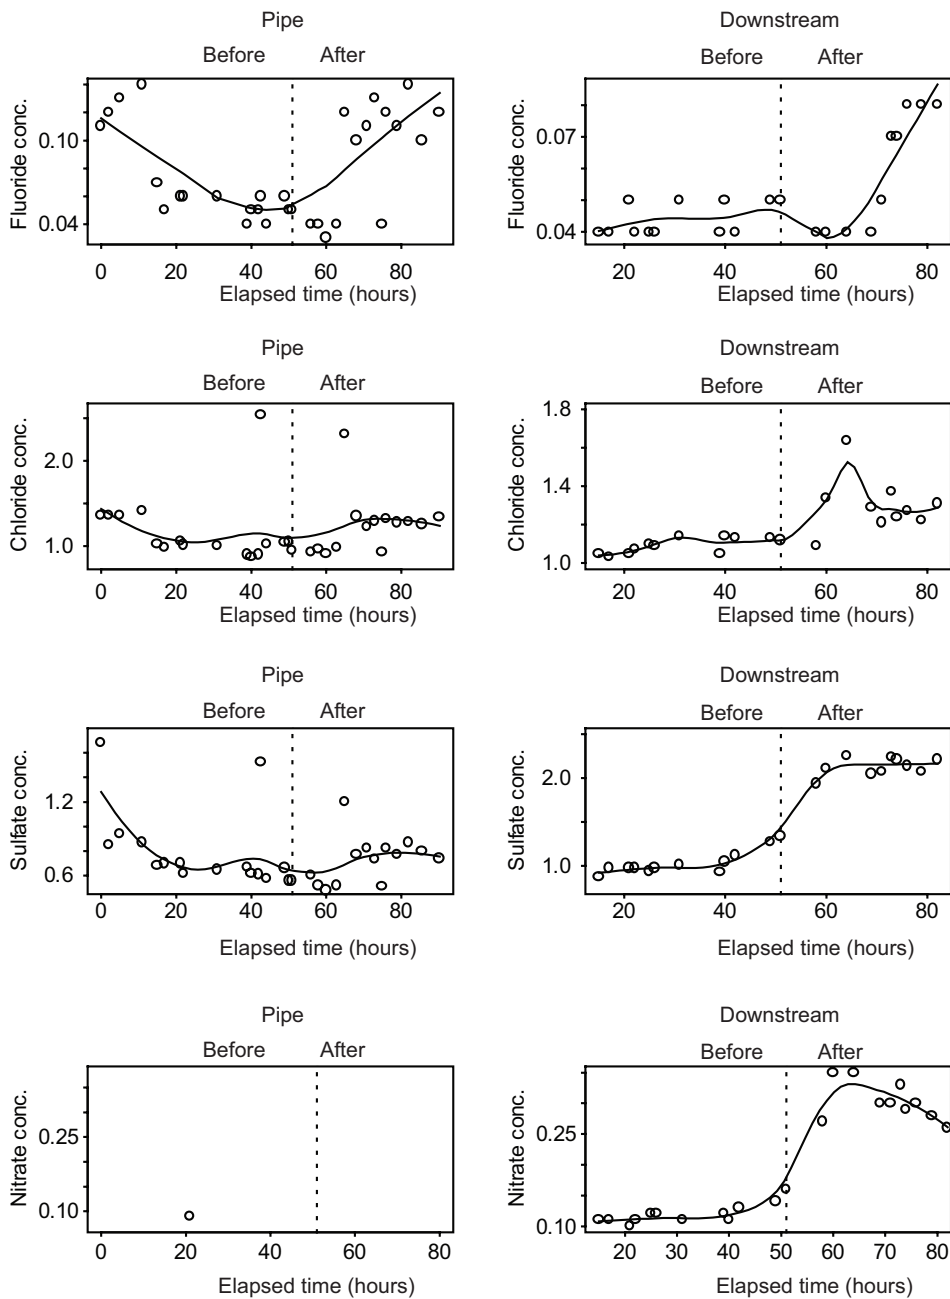 Pipe
Before After
Fluoride conc.
0.10
0.04
0 20 40 60 80
Elapsed time (hours)
Downstream
Before After
Fluoride conc.
0.07
0.04
20 40 60 80
Elapsed time (hours)
Pipe
Before After
Chloride conc.
2.0
1.0
0 20 40 60 80
Elapsed time (hours)
Downstream
Before After
Chloride conc.
1.8
1.4
1.0
20 40 60 80
Elapsed time (hours)
Pipe
Before After
Sulfate conc.
1.2
0.6
0 20 40 60 80
Elapsed time (hours)
Downstream
Before After
Sulfate conc.
2.0
1.0
20 40 60 80
Elapsed time (hours)
Pipe
Before After
Nitrate conc.
0.25
0.10
0 20 40 60 80
Elapsed time (hours)
Downstream
Before After
Nitrate conc.
0.25
0.10
20 30 40 50 60 70 80
Elapsed time (hours)